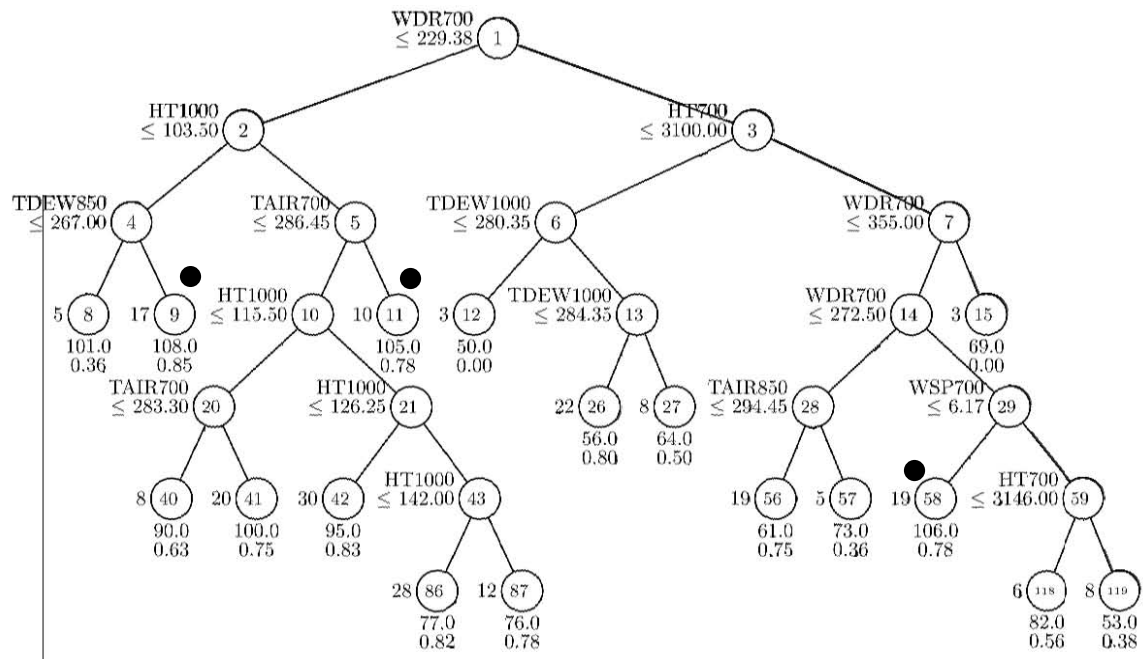 WDR700
≤ 229.38 1
HT1000
≤ 103.50 2
HT700
≤ 3100.00 3
TDEW850
≤ 267.00 4
TAIR700
≤ 286.45 5
TDEW1000
≤ 280.35 6
WDR700
≤ 355.00 7
5 8
101.0
0.36
17 9
108.0
0.85
HT1000
≤ 115.50 10
10 11
105.0
0.78
3 12
50.0
0.00
TDEW1000
≤ 284.35 13
WDR700
≤ 272.50 14
3 15
69.0
0.00
TAIR700
≤ 283.30 20
HT1000
≤ 126.25 21
22 26
56.0
0.80
8 27
64.0
0.50
TAIR850
≤ 294.45 28
WSP700
≤ 6.17 29
8 40
90.0
0.63
20 41
100.0
0.75
30 42
95.0
0.83
HT1000
≤ 142.00 43
19 56
61.0
0.75
5 57
73.0
0.36
19 58
106.0
0.78
HT700
≤ 3146.00 59
28 86
77.0
0.82
12 87
76.0
0.78
6 118
82.0
0.56
8 119
53.0
0.38